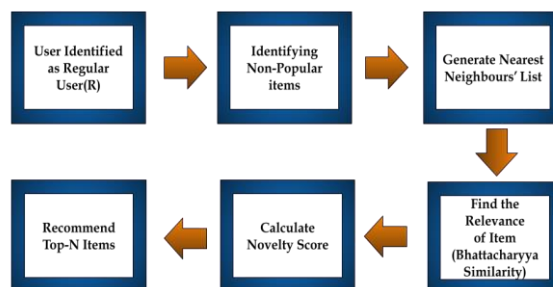 User Identified
as Regular
User(R)
Identifying
Non-Popular
items
Generate Nearest
Neighbours' List
Find the
Relevance
of Item
(Bhattacharyya
Similarity)
Calculate
Novelty Score
Recommend
Top-N Items